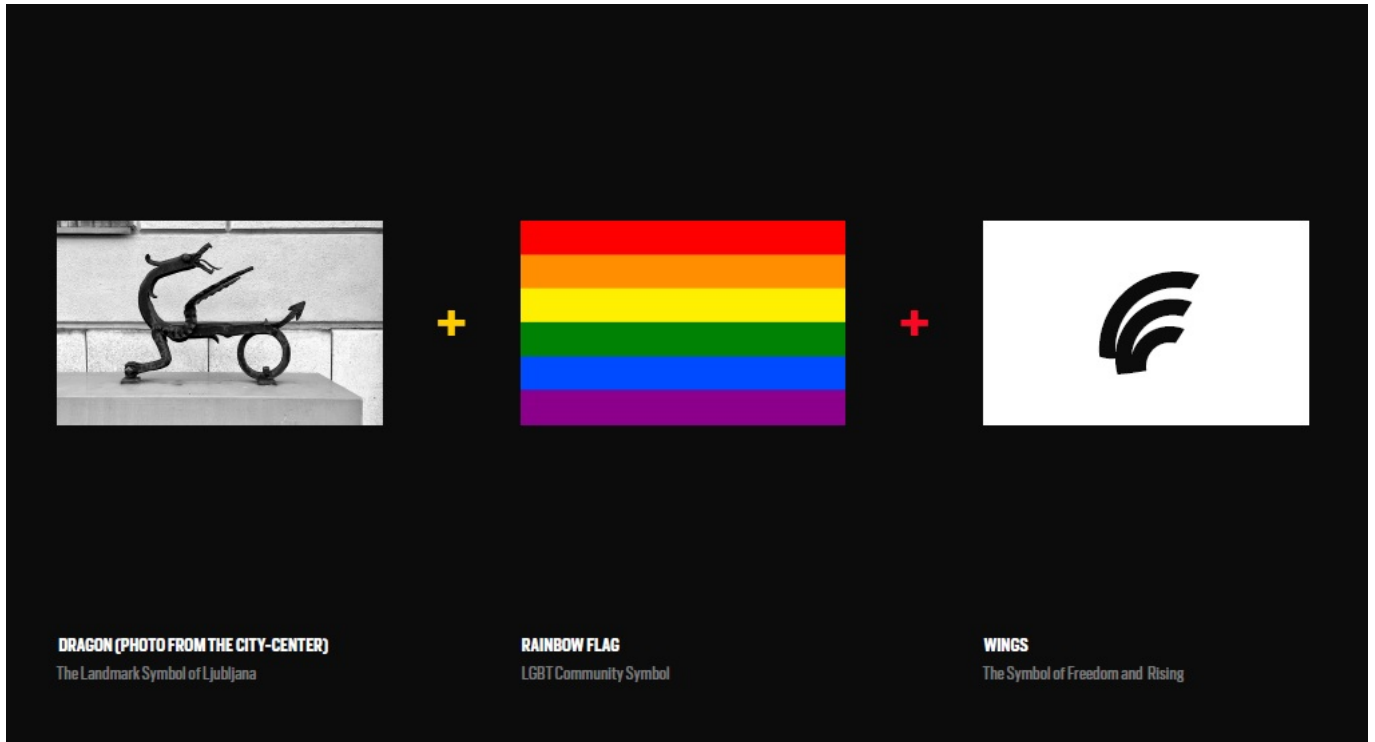 DRAGON (PHOTO FROM THE CITY-CENTER)
The Landmark Symbol of Ljubljana
RAINBOW FLAG
LGBT Community Symbol
WINGS
The Symbol of Freedom and Rising